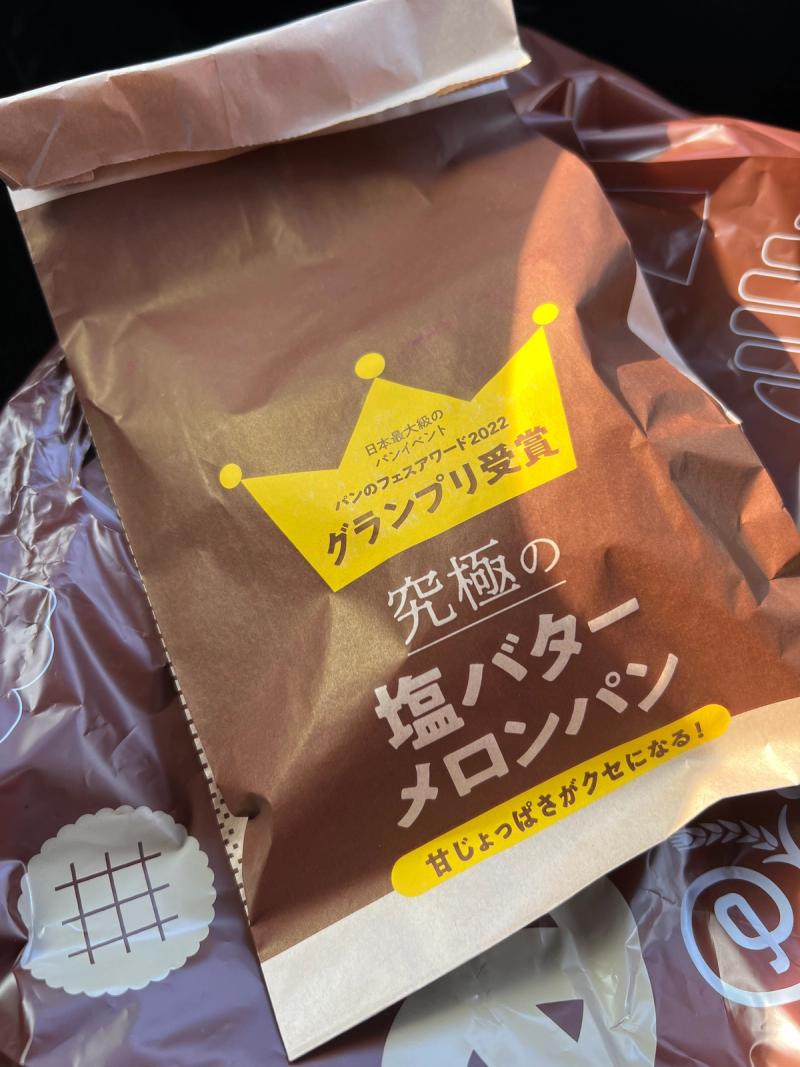 日本最大級の
パンイベント
パンのフェスアワード2022
グランプリ受賞
究極の
塩バター
メロンパン
甘じょっぱさがクセになる!